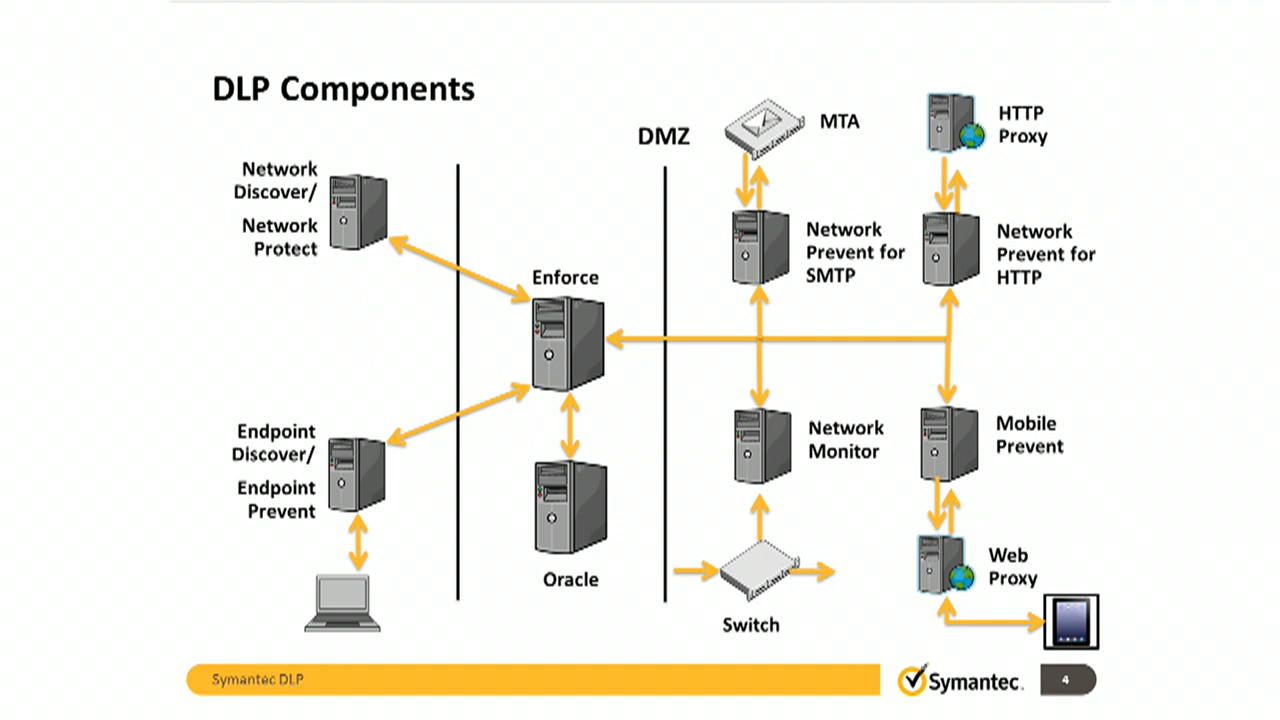 DLP Components
DMZ
MTA
HTTP
Proxy
Network
Discover/
Network
Protect
Network
Prevent for
SMTP
Network
Prevent for
HTTP
Enforce
Endpoint
Discover/
Endpoint
Prevent
Network
Monitor
Mobile
Prevent
Oracle
Switch
Web
Proxy
Symantec DLP
Symantec.
4